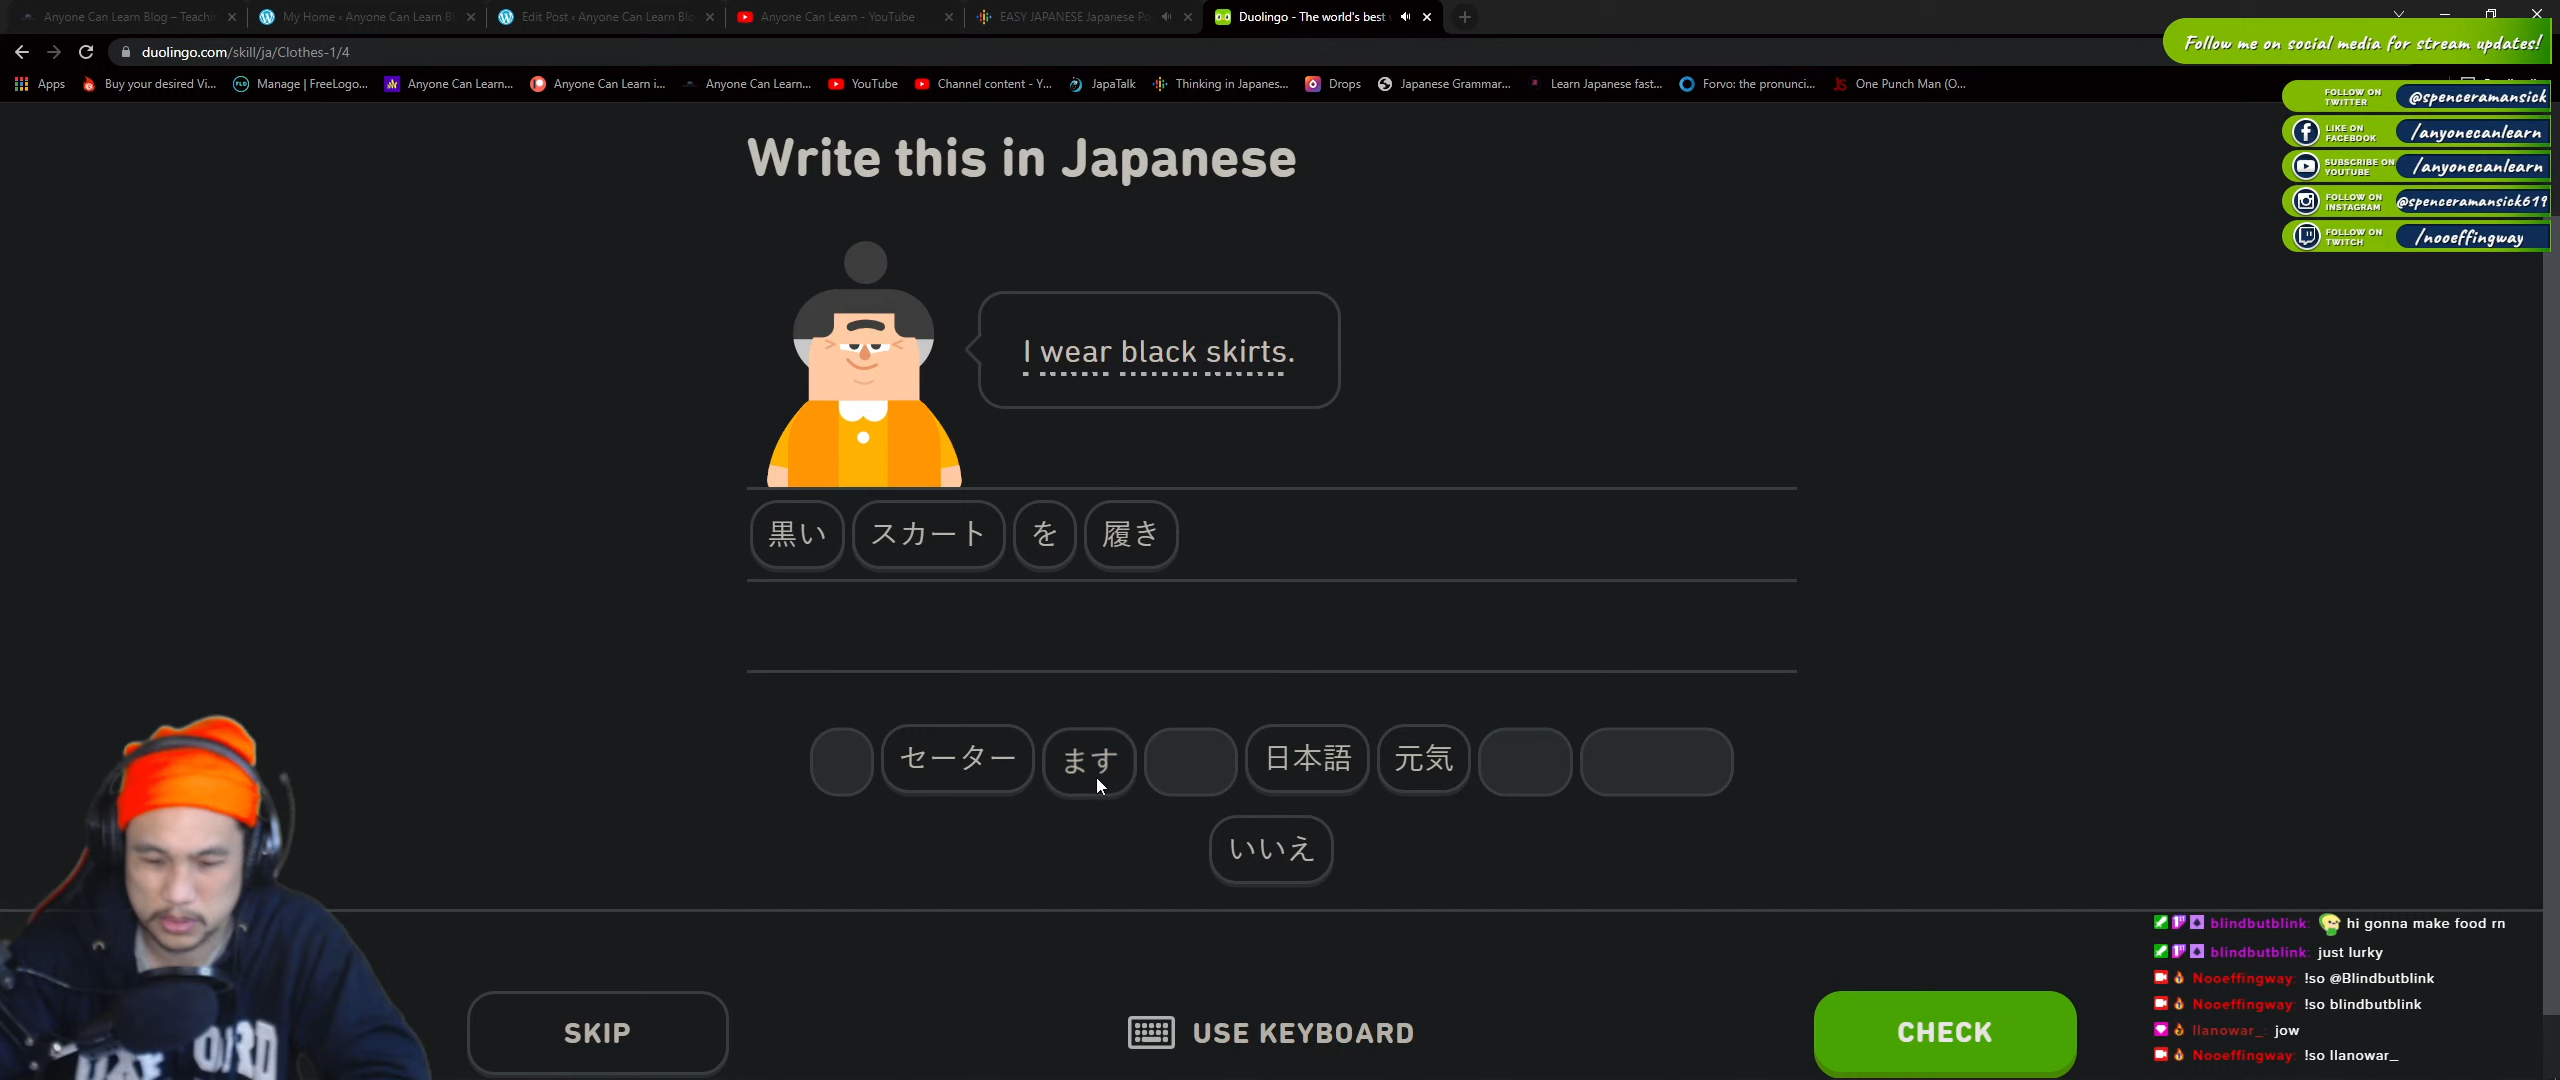 Anyone Can Learn Blog – Teachin
My Home ‹ Anyone Can Learn Bl
Edit Post ‹ Anyone Can Learn Blo
Anyone Can Learn - YouTube
EASY JAPANESE Japanese Po
Duolingo - The world's best
duolingo.com/skill/ja/Clothes-1/4
Follow me on social media for stream updates!
Apps
Buy your desired Vi...
Manage | FreeLogo...
Anyone Can Learn...
Anyone Can Learn i...
Anyone Can Learn...
YouTube
Channel content - Y...
JapaTalk
Thinking in Japanes...
Drops
Japanese Grammar...
Learn Japanese fast...
Forvo: the pronunci...
One Punch Man (O...
FOLLOW ON TWITTER @spenceramansick
LIKE ON FACEBOOK /anyonecanlearn
SUBSCRIBE ON YOUTUBE /anyonecanlearn
FOLLOW ON INSTAGRAM @spenceramansick619
FOLLOW ON TWITCH /nooeffingway
Write this in Japanese
I wear black skirts.
黒い スカート を 履き
セーター ます 日本語 元気
いいえ
SKIP
USE KEYBOARD
CHECK
blindbutblink: hi gonna make food rn
blindbutblink: just lurky
Nooeffingway: !so @Blindbutblink
Nooeffingway: !so blindbutblink
llanowar_: jow
Nooeffingway: !so llanowar_